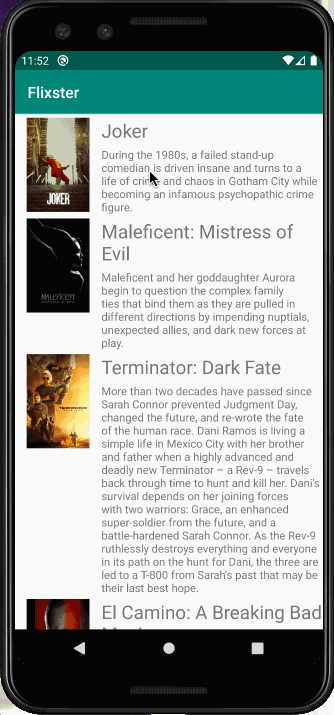 11:52
Flixster
Joker
During the 1980s, a failed stand-up
comedian is driven insane and turns to a
life of crime and chaos in Gotham City while
becoming an infamous psychopathic crime
figure.
JOKER
Maleficent: Mistress of
Evil
Maleficent and her goddaughter Aurora
begin to question the complex family
ties that bind them as they are pulled in
different directions by impending nuptials,
unexpected allies, and dark new forces at
play.
MALEFICENT
Terminator: Dark Fate
More than two decades have passed since
Sarah Connor prevented Judgment Day,
changed the future, and re-wrote the fate
of the human race. Dani Ramos is living a
simple life in Mexico City with her brother
and father when a highly advanced and
deadly new Terminator – a Rev-9 – travels
back through time to hunt and kill her. Dani's
survival depends on her joining forces
with two warriors: Grace, an enhanced
super-soldier from the future, and a
battle-hardened Sarah Connor. As the Rev-9
ruthlessly destroys everything and everyone
in its path on the hunt for Dani, the three are
led to a T-800 from Sarah's past that may be
their last best hope.
El Camino: A Breaking Bad